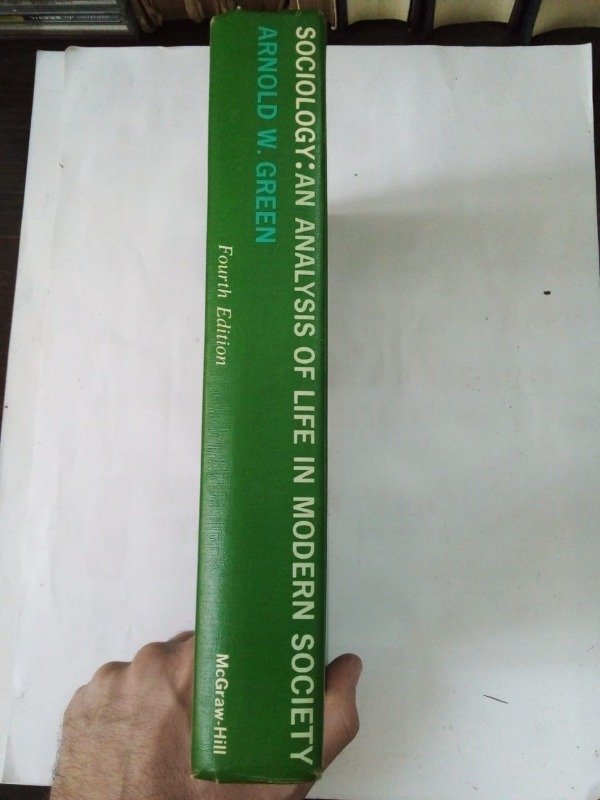 SOCIOLOGY: AN ANALYSIS OF LIFE IN MODERN SOCIETY
ARNOLD W. GREEN
Fourth Edition
McGraw-Hill